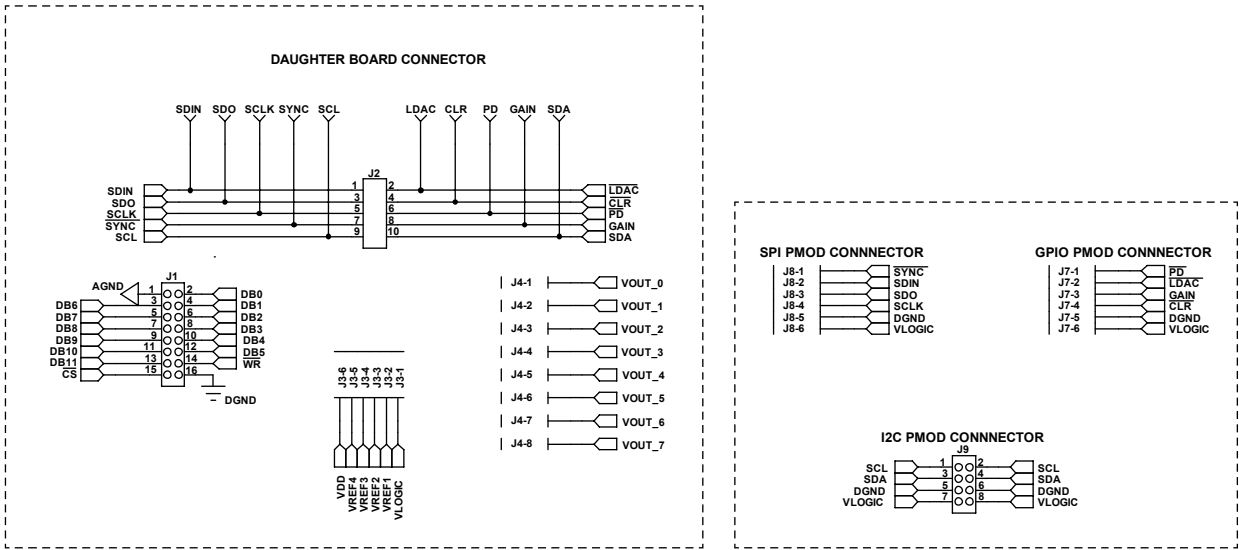 DAUGHTER BOARD CONNECTOR
SDIN SDO SCLK SYNC SCL LDAC CLR PD GAIN SDA
J2
SDIN 1 2 LDAC
SDO 3 4 CLR
SCLK 5 6 PD
SYNC 7 8 GAIN
SCL 9 10 SDA
J1
AGND 1 2 DB0
DB6 3 4 DB1
DB7 5 6 DB2
DB8 7 8 DB3
DB9 9 10 DB4
DB10 11 12 DB5
DB11 13 14 WR
CS 15 16
DGND
J3-6 J3-5 J3-4 J3-3 J3-2 J3-1
VDD VREF4 VREF3 VREF2 VREF1 VLOGIC
J4-1 VOUT_0
J4-2 VOUT_1
J4-3 VOUT_2
J4-4 VOUT_3
J4-5 VOUT_4
J4-6 VOUT_5
J4-7 VOUT_6
J4-8 VOUT_7
SPI PMOD CONNNECTOR
J8-1 SYNC
J8-2 SDIN
J8-3 SDO
J8-4 SCLK
J8-5 DGND
J8-6 VLOGIC
GPIO PMOD CONNNECTOR
J7-1 PD
J7-2 LDAC
J7-3 GAIN
J7-4 CLR
J7-5 DGND
J7-6 VLOGIC
I2C PMOD CONNNECTOR
J9
SCL 1 2 SCL
SDA 3 4 SDA
DGND 5 6 DGND
VLOGIC 7 8 VLOGIC